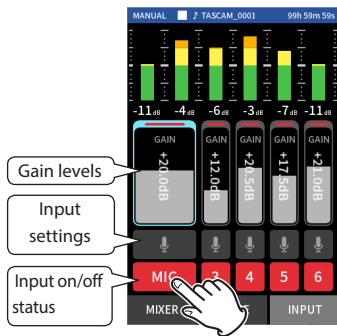 MANUAL TASCAM_0001 99h 59m 59s
-11dB -4dB -6dB -3dB -7dB -11dB
GAIN GAIN GAIN GAIN GAIN
+20.0dB +12.0dB +20.5dB +17.5dB +21.0dB
Gain levels
Input
settings
Input on/off
status
MIC 3 4 5 6
MIXER INPUT